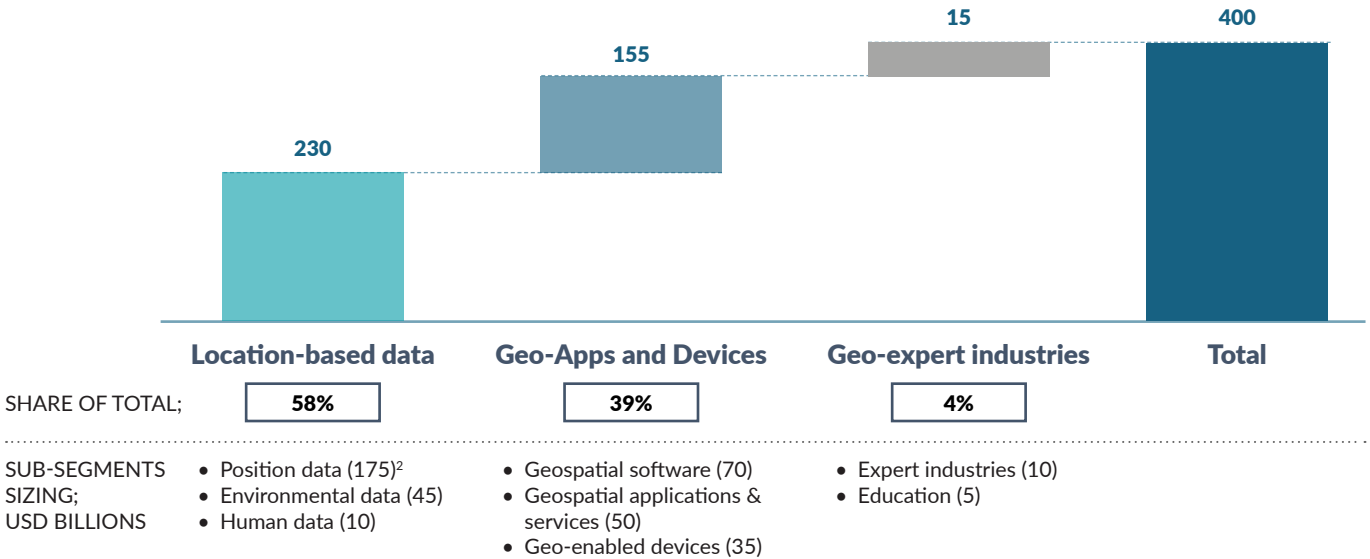 15
400
155
230
Location-based data
Geo-Apps and Devices
Geo-expert industries
Total
SHARE OF TOTAL;
58%
39%
4%
SUB-SEGMENTS
SIZING;
USD BILLIONS
• Position data (175)²
• Environmental data (45)
• Human data (10)
• Geospatial software (70)
• Geospatial applications &
services (50)
• Geo-enabled devices (35)
• Expert industries (10)
• Education (5)